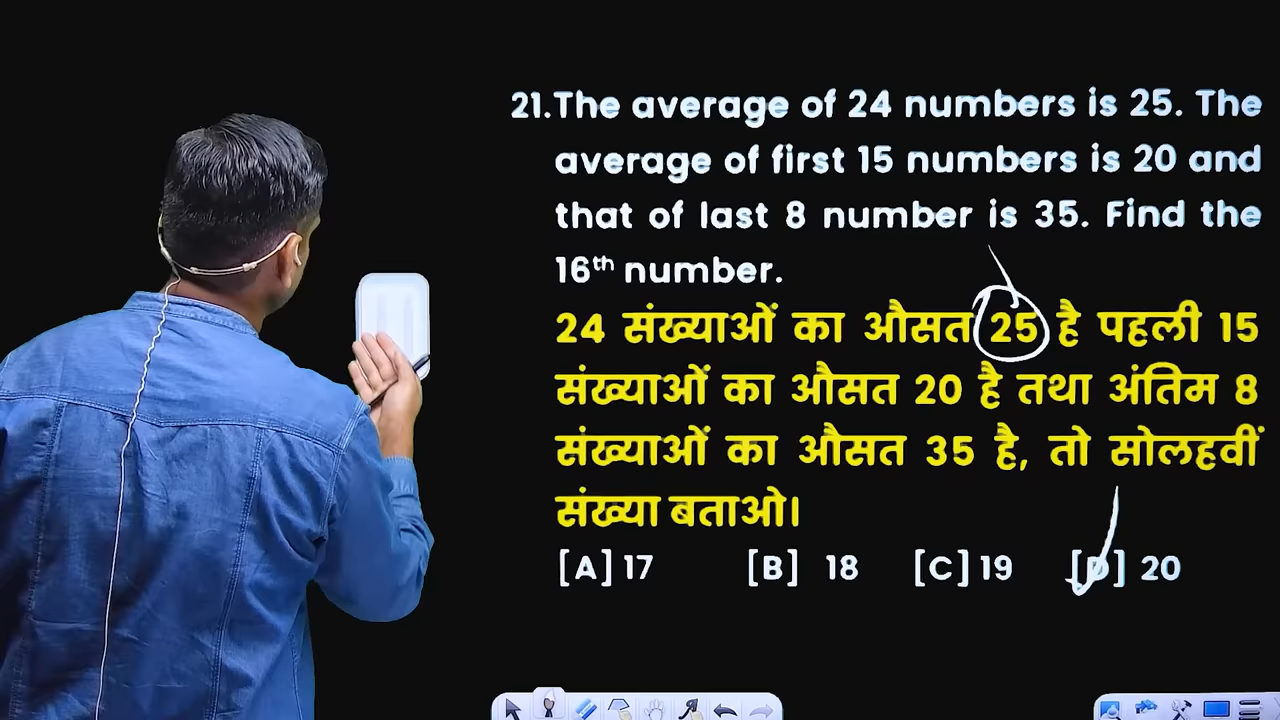 21.The average of 24 numbers is 25. The
average of first 15 numbers is 20 and
that of last 8 number is 35. Find the
16th number.
24 संख्याओं का औसत 25 है पहली 15
संख्याओं का औसत 20 है तथा अंतिम 8
संख्याओं का औसत 35 है, तो सोलहवीं
संख्या बताओ।
[A] 17 [B] 18 [C] 19 [D] 20